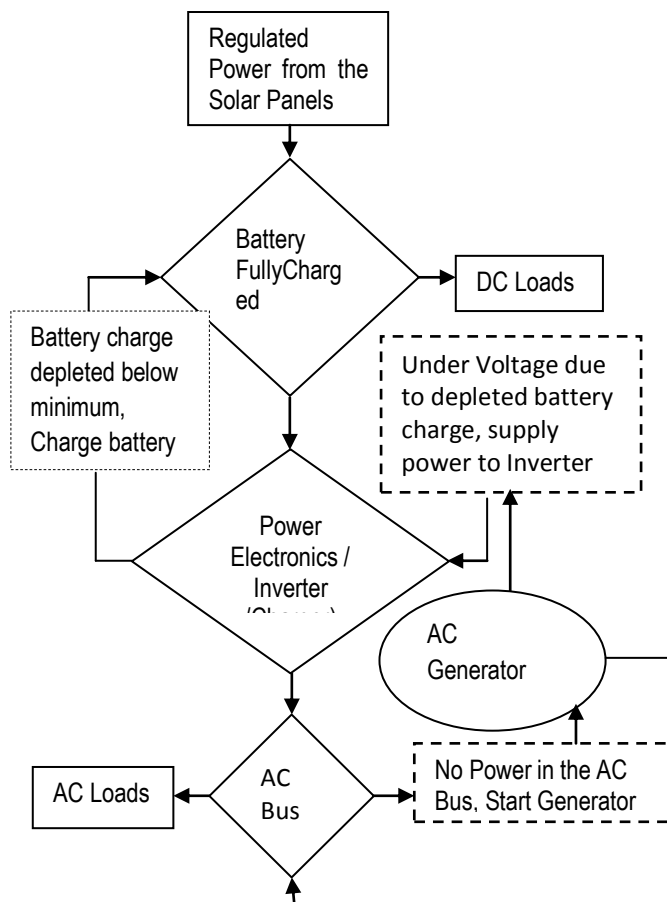 Regulated
Power from the
Solar Panels
Battery
FullyCharg
ed
DC Loads
Battery charge
depleted below
minimum,
Charge battery
Under Voltage due
to depleted battery
charge, supply
power to Inverter
Power
Electronics /
Inverter
AC
Generator
AC Loads
AC
Bus
No Power in the AC
Bus, Start Generator